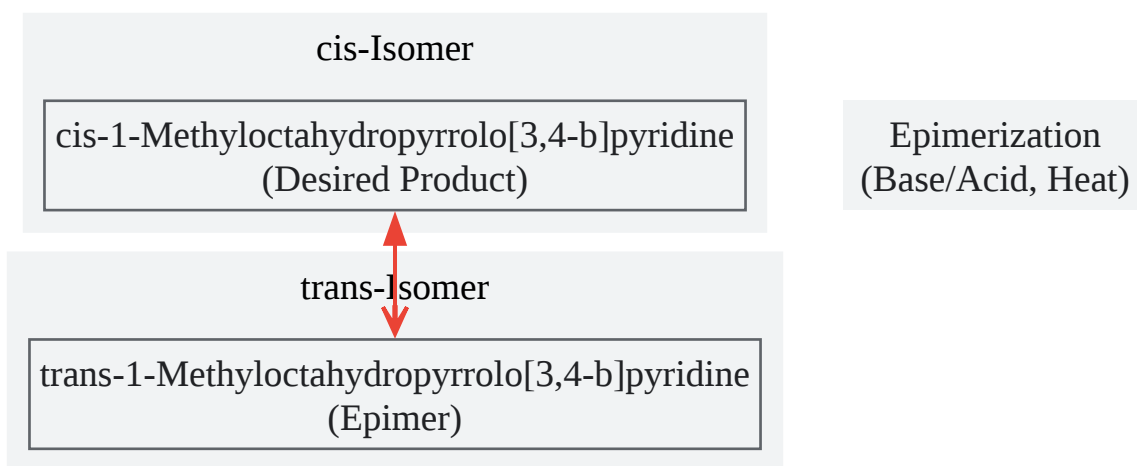 cis-Isomer
cis-1-Methyloctahydropyrrolo[3,4-b]pyridine
(Desired Product)
Epimerization
(Base/Acid, Heat)
trans-Isomer
trans-1-Methyloctahydropyrrolo[3,4-b]pyridine
(Epimer)